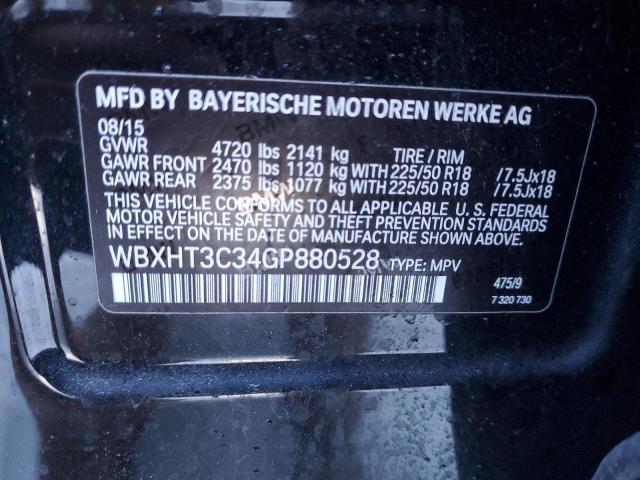 MFD BY BAYERISCHE MOTOREN WERKE AG
08/15
GVWR 4720 lbs 2141 kg TIRE / RIM
GAWR FRONT 2470 lbs 1120 kg WITH 225/50 R18 /7.5Jx18
GAWR REAR 2375 lbs 1077 kg WITH 225/50 R18 /7.5Jx18
THIS VEHICLE CONFORMS TO ALL APPLICABLE U.S. FEDERAL
MOTOR VEHICLE SAFETY AND THEFT PREVENTION STANDARDS
IN EFFECT ON THE DATE OF MANUFACTURE SHOWN ABOVE.
WBXHT3C34GP880528 TYPE: MPV
475/9
7 320 730